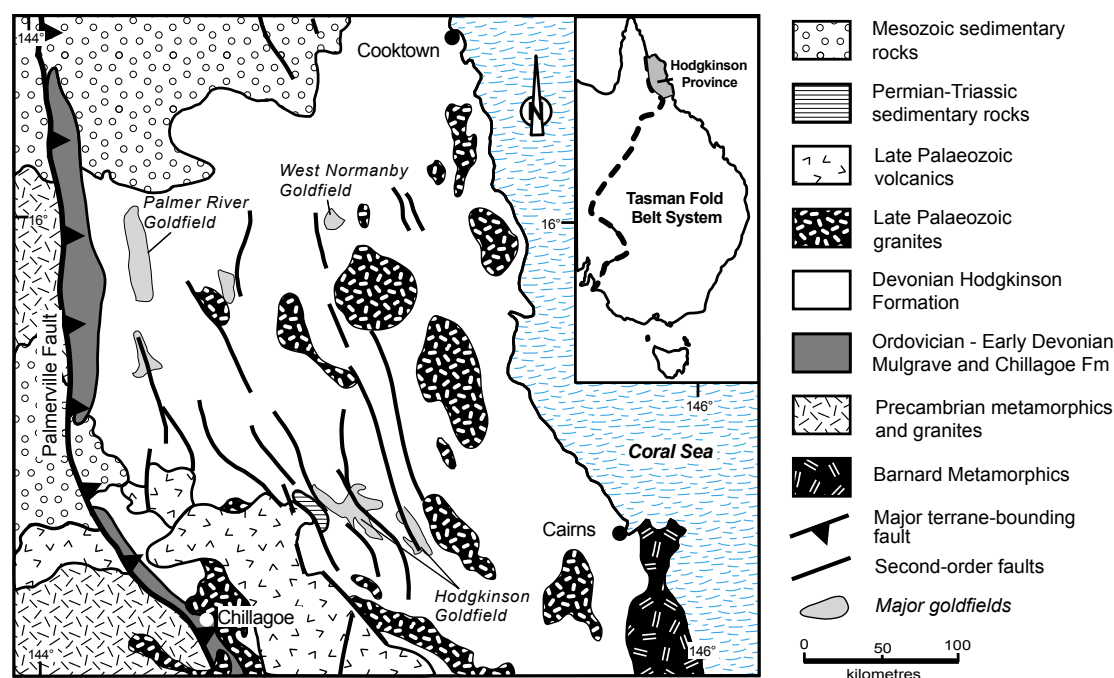 144°
Cooktown
N
Hodgkinson
Province
Tasman Fold
Belt System
West Normanby
Goldfield
Palmer River
Goldfield
16°
16°
146°
Palmerville Fault
Coral Sea
Cairns
Hodgkinson
Goldfield
Chillagoe
144°
146°
Mesozoic sedimentary
rocks
Permian-Triassic
sedimentary rocks
Late Palaeozoic
volcanics
Late Palaeozoic
granites
Devonian Hodgkinson
Formation
Ordovician - Early Devonian
Mulgrave and Chillagoe Fm
Precambrian metamorphics
and granites
Barnard Metamorphics
Major terrane-bounding
fault
Second-order faults
Major goldfields
0 50 100
kilometres